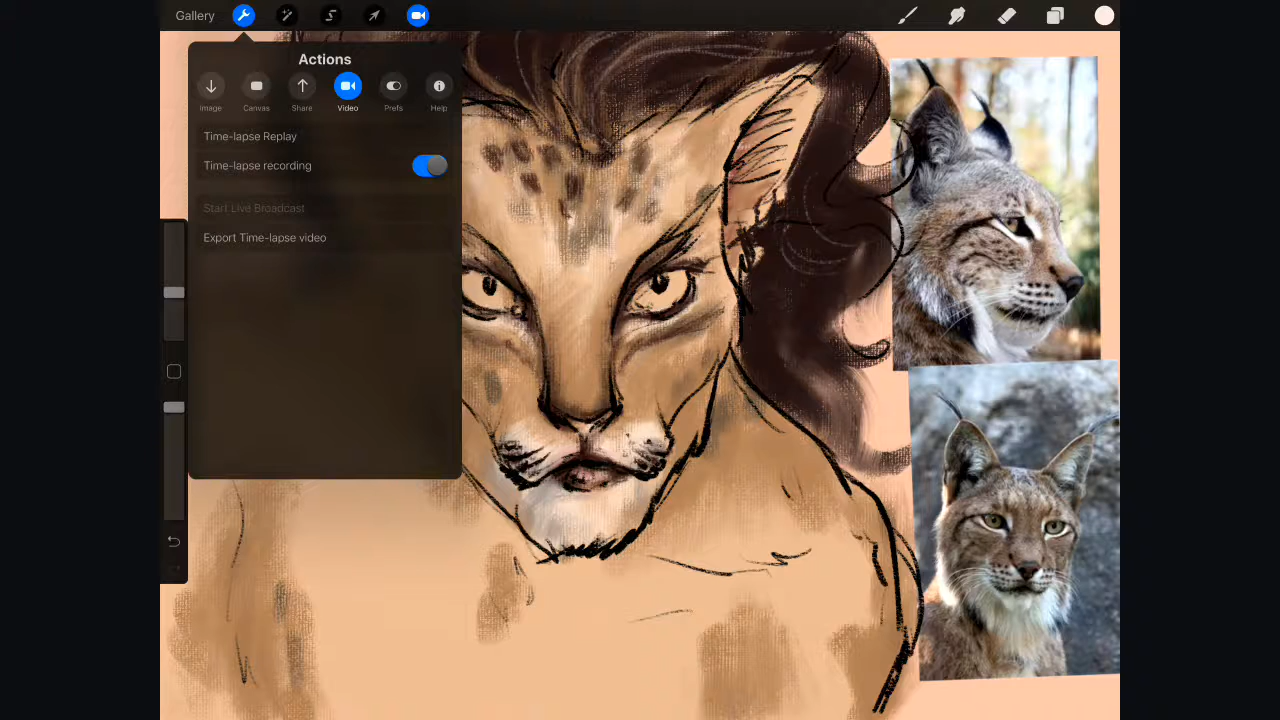 Gallery
Actions
Image Canvas Share Video Prefs Help
Time-lapse Replay
Time-lapse recording
Start Live Broadcast
Export Time-lapse video